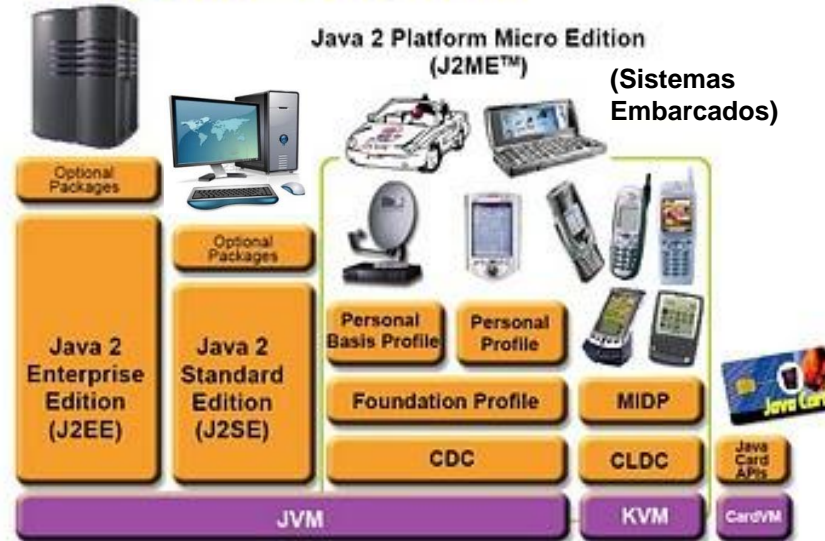 Java 2 Platform Micro Edition
(J2ME™)
(Sistemas
Embarcados)
Optional
Packages
Optional
Packages
Java 2
Enterprise
Edition
(J2EE)
Java 2
Standard
Edition
(J2SE)
Personal
Basis Profile
Personal
Profile
Foundation Profile
MIDP
CDC
CLDC
Java
Card
APIs
JVM
KVM
CardVM